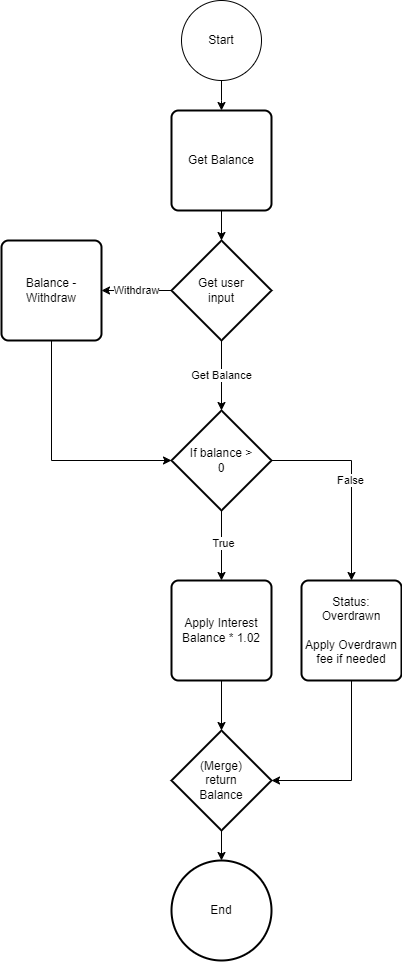 Start
Get Balance
Get user
input
Withdraw
Balance -
Withdraw
Get Balance
If balance >
0
False
True
Apply Interest
Balance * 1.02
Status:
Overdrawn
Apply Overdrawn
fee if needed
(Merge)
return
Balance
End